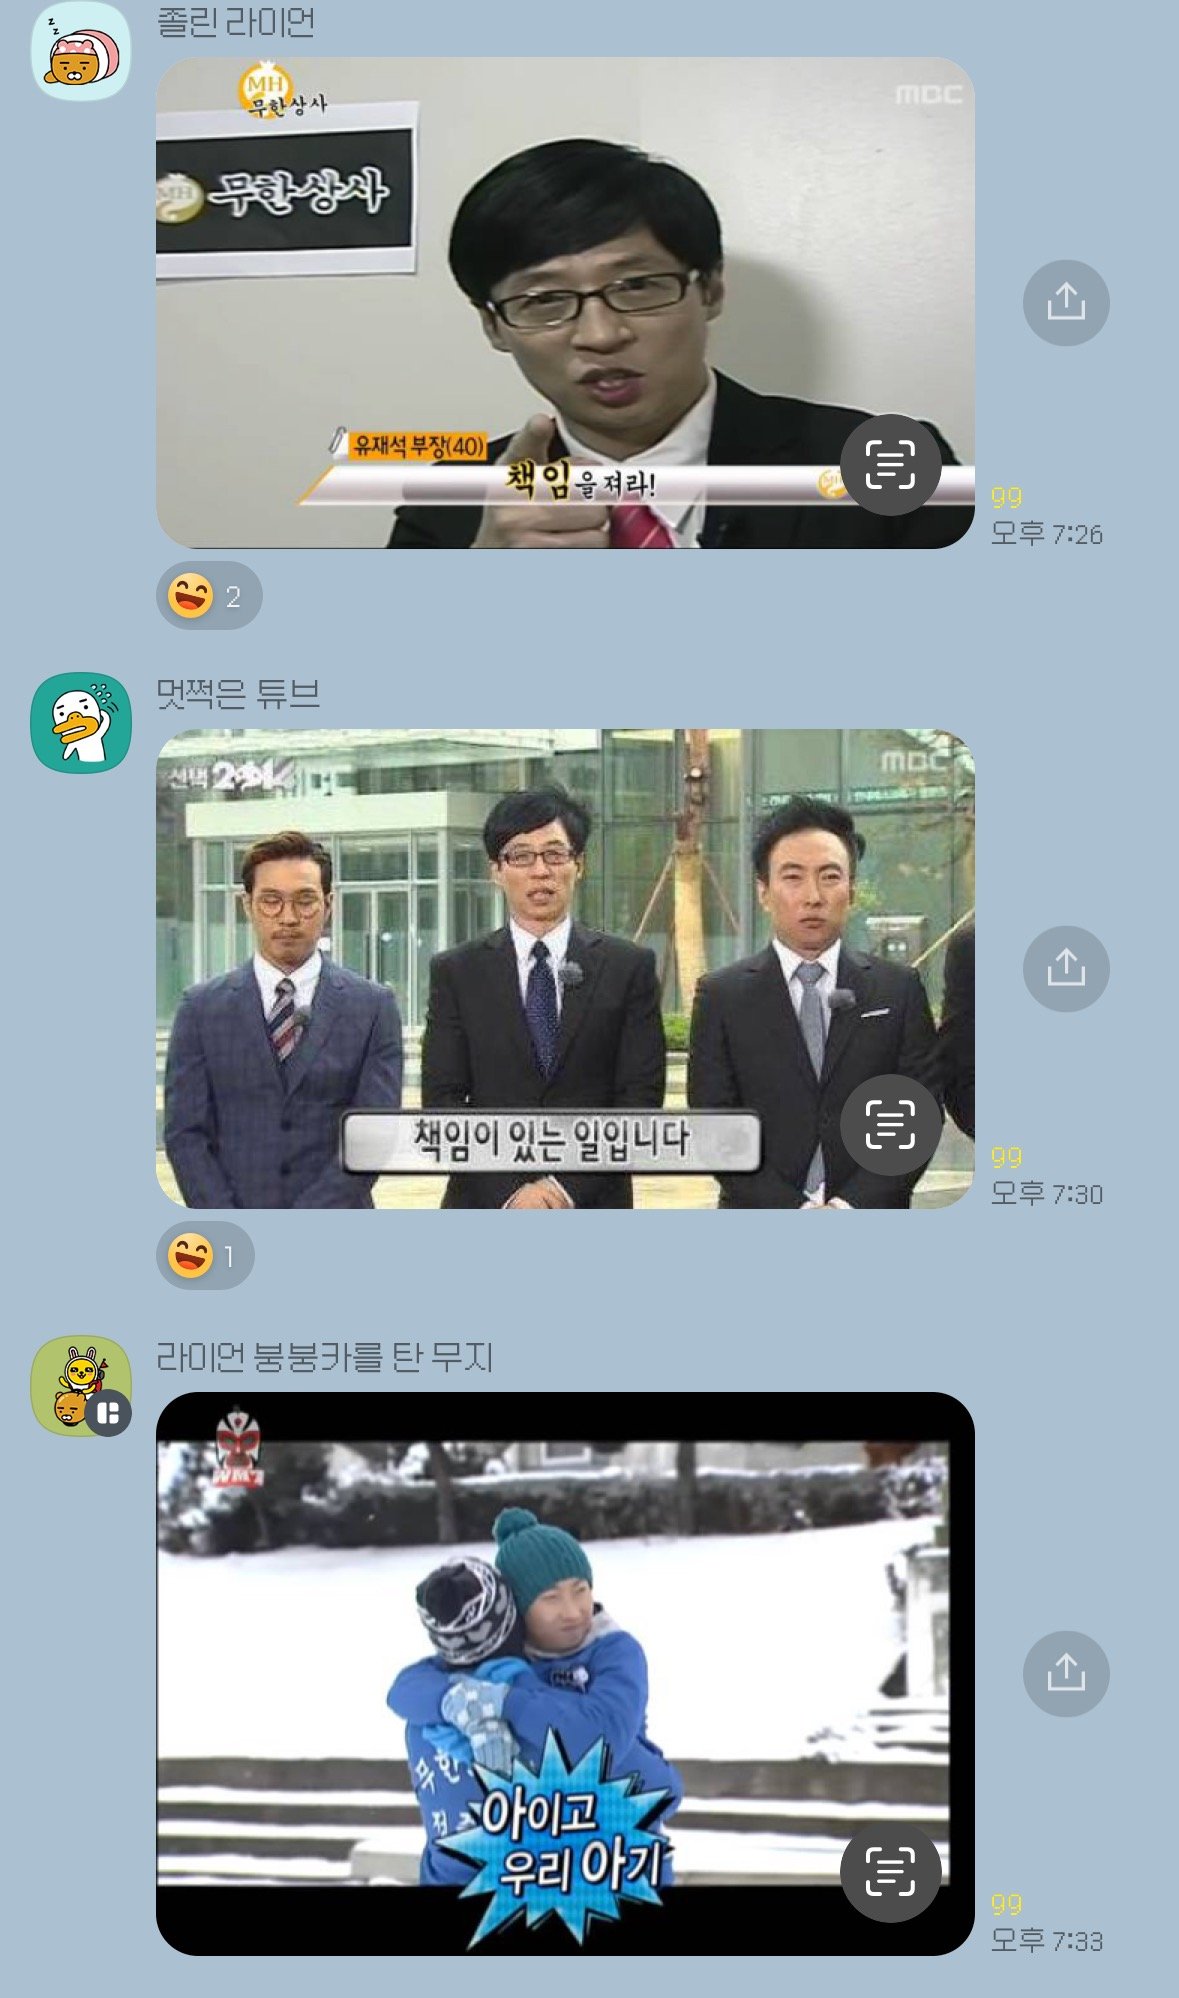 졸린 라이언
MH
무한상사
MBC
MH 무한상사
유재석 부장(40)
책임을 져라!
99
오후 7:26
2
멋쩍은 튜브
선택 2014
MBC
책임이 있는 일입니다
99
오후 7:30
1
라이언 붕붕카를 탄 무지
WM7
무한
아이고
우리 아기
99
오후 7:33